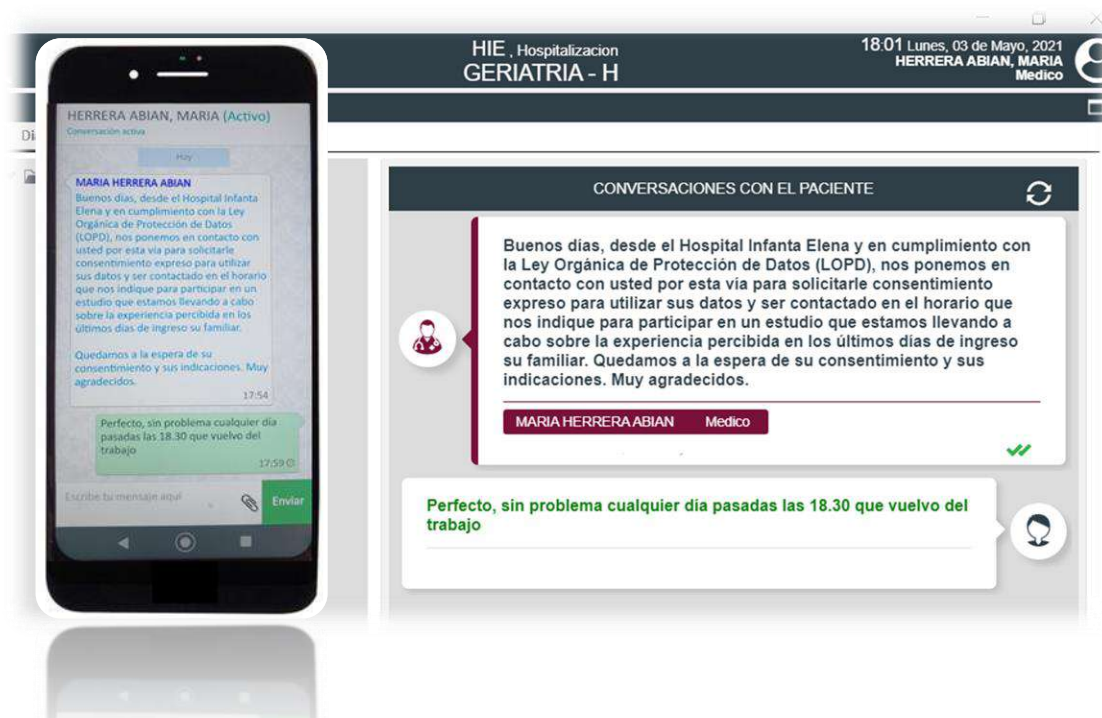 HIE , Hospitalizacion
GERIATRIA - H
18:01 Lunes, 03 de Mayo, 2021
HERRERA ABIAN, MARIA
Medico
Di
HERRERA ABIAN, MARIA (Activo)
Conversación activa
Hoy
MARIA HERRERA ABIAN
Buenos días, desde el Hospital Infanta
Elena y en cumplimiento con la Ley
Orgánica de Protección de Datos
(LOPD), nos ponemos en contacto con
usted por esta vía para solicitarle
consentimiento expreso para utilizar
sus datos y ser contactado en el horario
que nos indique para participar en un
estudio que estamos llevando a cabo
sobre la experiencia percibida en los
últimos días de ingreso su familiar.
Quedamos a la espera de su
consentimiento y sus indicaciones. Muy
agradecidos.
17:54
Perfecto, sin problema cualquier día
pasadas las 18.30 que vuelvo del
trabajo
17:59
Escribe tu mensaje aquí
Enviar
CONVERSACIONES CON EL PACIENTE
Buenos días, desde el Hospital Infanta Elena y en cumplimiento con
la Ley Orgánica de Protección de Datos (LOPD), nos ponemos en
contacto con usted por esta vía para solicitarle consentimiento
expreso para utilizar sus datos y ser contactado en el horario que
nos indique para participar en un estudio que estamos llevando a
cabo sobre la experiencia percibida en los últimos días de ingreso
su familiar. Quedamos a la espera de su consentimiento y sus
indicaciones. Muy agradecidos.
MARIA HERRERA ABIAN Medico
Perfecto, sin problema cualquier día pasadas las 18.30 que vuelvo del
trabajo